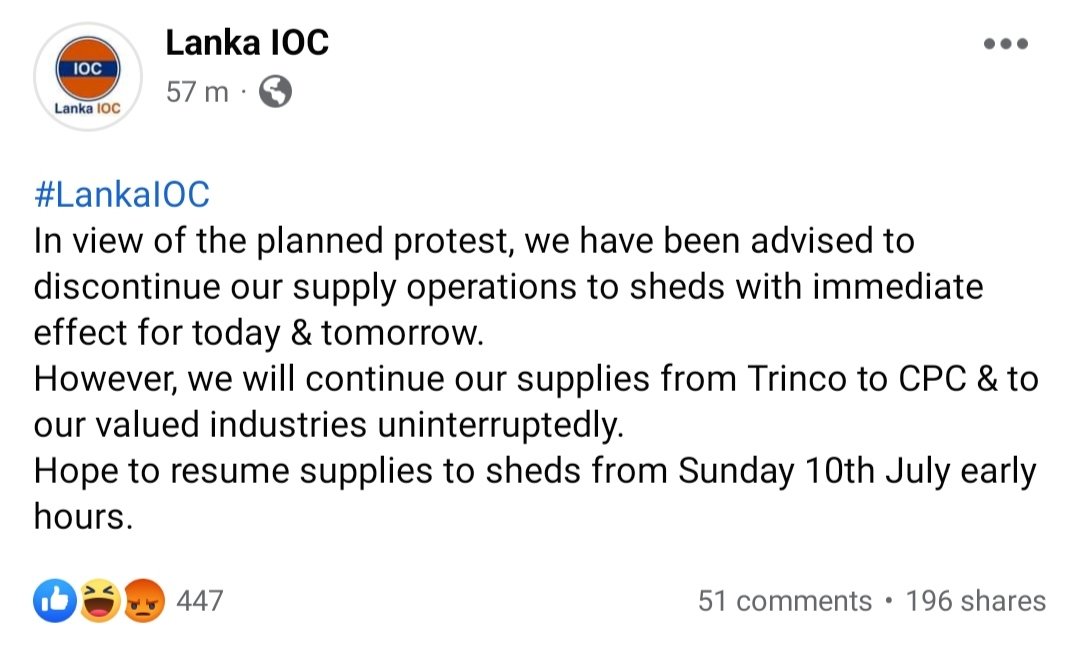 IOC
Lanka IOC
Lanka IOC
57 m ·
#LankaIOC
In view of the planned protest, we have been advised to
discontinue our supply operations to sheds with immediate
effect for today & tomorrow.
However, we will continue our supplies from Trinco to CPC & to
our valued industries uninterruptedly.
Hope to resume supplies to sheds from Sunday 10th July early
hours.
447
51 comments • 196 shares